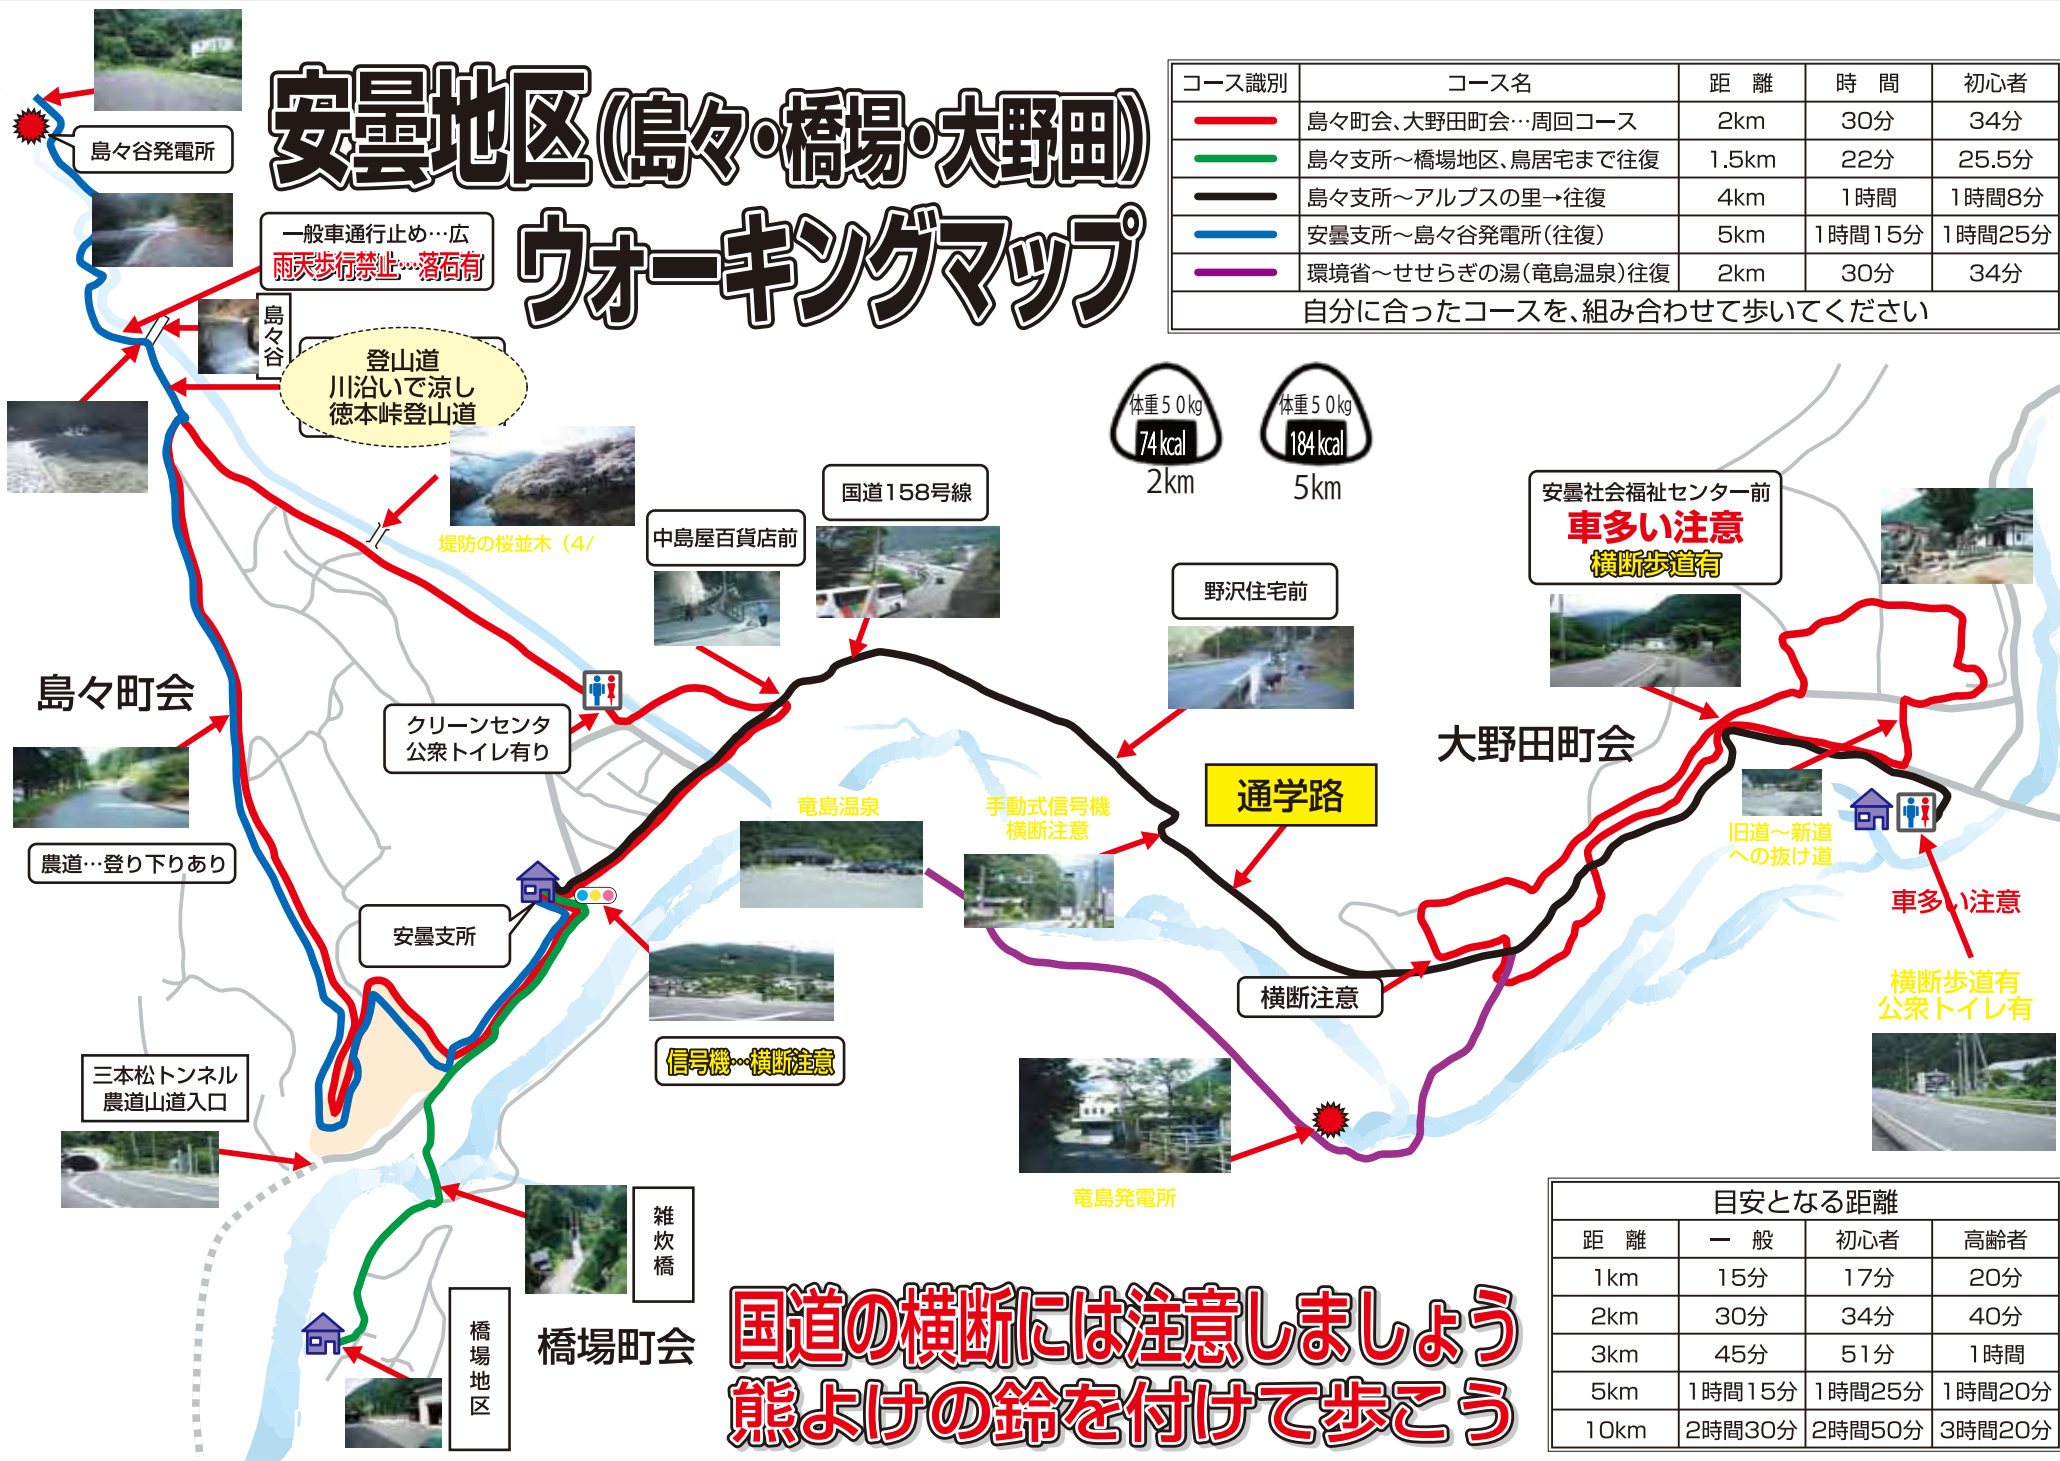 安曇地区(島々・橋場・大野田)
ウォーキングマップ
コース識別 コース名 距離 時間 初心者
島々町会、大野田町会…周回コース 2km 30分 34分
島々支所〜橋場地区、鳥居宅まで往復 1.5km 22分 25.5分
島々支所〜アルプスの里→往復 4km 1時間 1時間8分
安曇支所〜島々谷発電所(往復) 5km 1時間15分 1時間25分
環境省〜せせらぎの湯(竜島温泉)往復 2km 30分 34分
自分に合ったコースを、組み合わせて歩いてください
島々谷発電所
一般車通行止め…広
雨天歩行禁止…落石有
島々谷
登山道
川沿いで涼し
徳本峠登山道
堤防の桜並木(4/
体重50kg
74kcal
2km
体重50kg
184kcal
5km
国道158号線
中島屋百貨店前
野沢住宅前
安曇社会福祉センター前
車多い注意
横断歩道有
島々町会
クリーンセンタ
公衆トイレ有り
大野田町会
通学路
竜島温泉
手動式信号機
横断注意
旧道〜新道
への抜け道
農道…登り下りあり
安曇支所
車多い注意
横断歩道有
公衆トイレ有
横断注意
信号機…横断注意
三本松トンネル
農道山道入口
竜島発電所
雑炊橋
橋場地区
橋場町会
国道の横断には注意しましょう
熊よけの鈴を付けて歩こう
目安となる距離
距離 一般 初心者 高齢者
1km 15分 17分 20分
2km 30分 34分 40分
3km 45分 51分 1時間
5km 1時間15分 1時間25分 1時間20分
10km 2時間30分 2時間50分 3時間20分